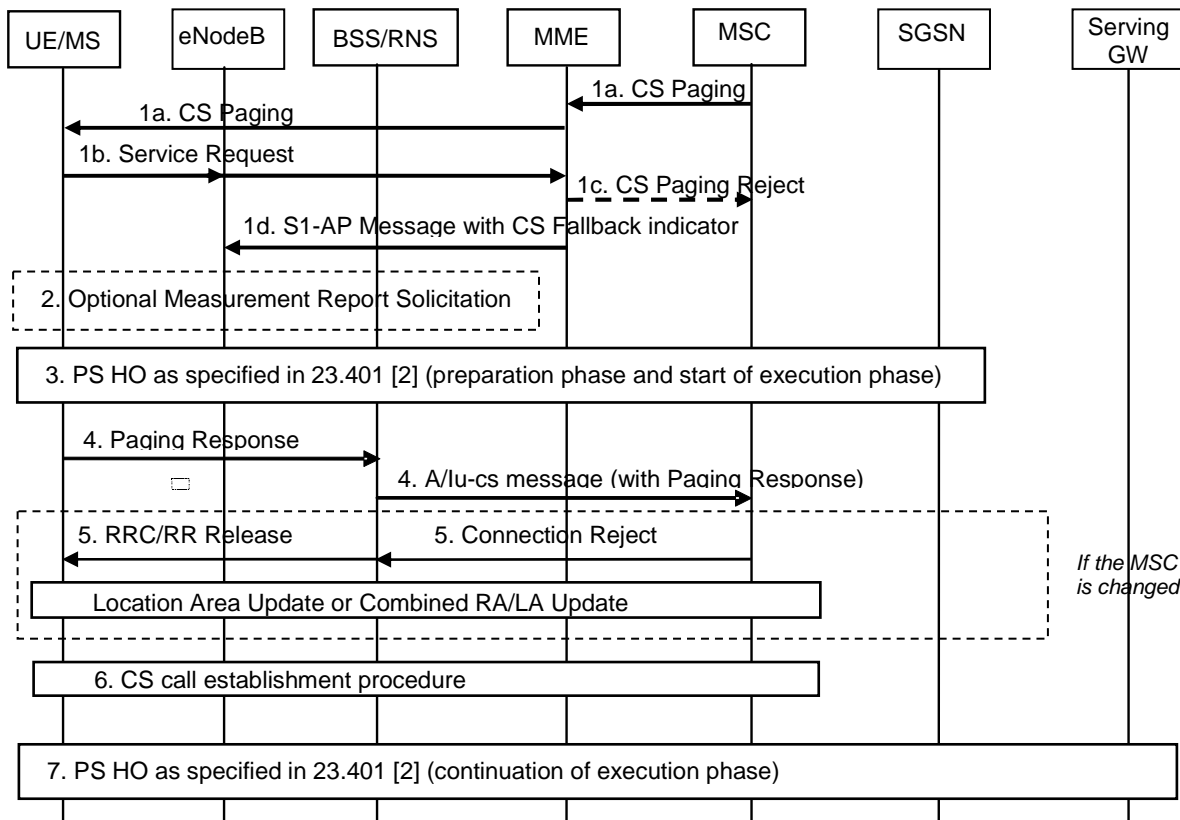 UE/MS
eNodeB
BSS/RNS
MME
MSC
SGSN
Serving
GW
1a. CS Paging
1a. CS Paging
1b. Service Request
1c. CS Paging Reject
1d. S1-AP Message with CS Fallback indicator
2. Optional Measurement Report Solicitation
3. PS HO as specified in 23.401 [2] (preparation phase and start of execution phase)
4. Paging Response
4. A/Iu-cs message (with Paging Response)
5. RRC/RR Release
5. Connection Reject
If the MSC
is changed
Location Area Update or Combined RA/LA Update
6. CS call establishment procedure
7. PS HO as specified in 23.401 [2] (continuation of execution phase)